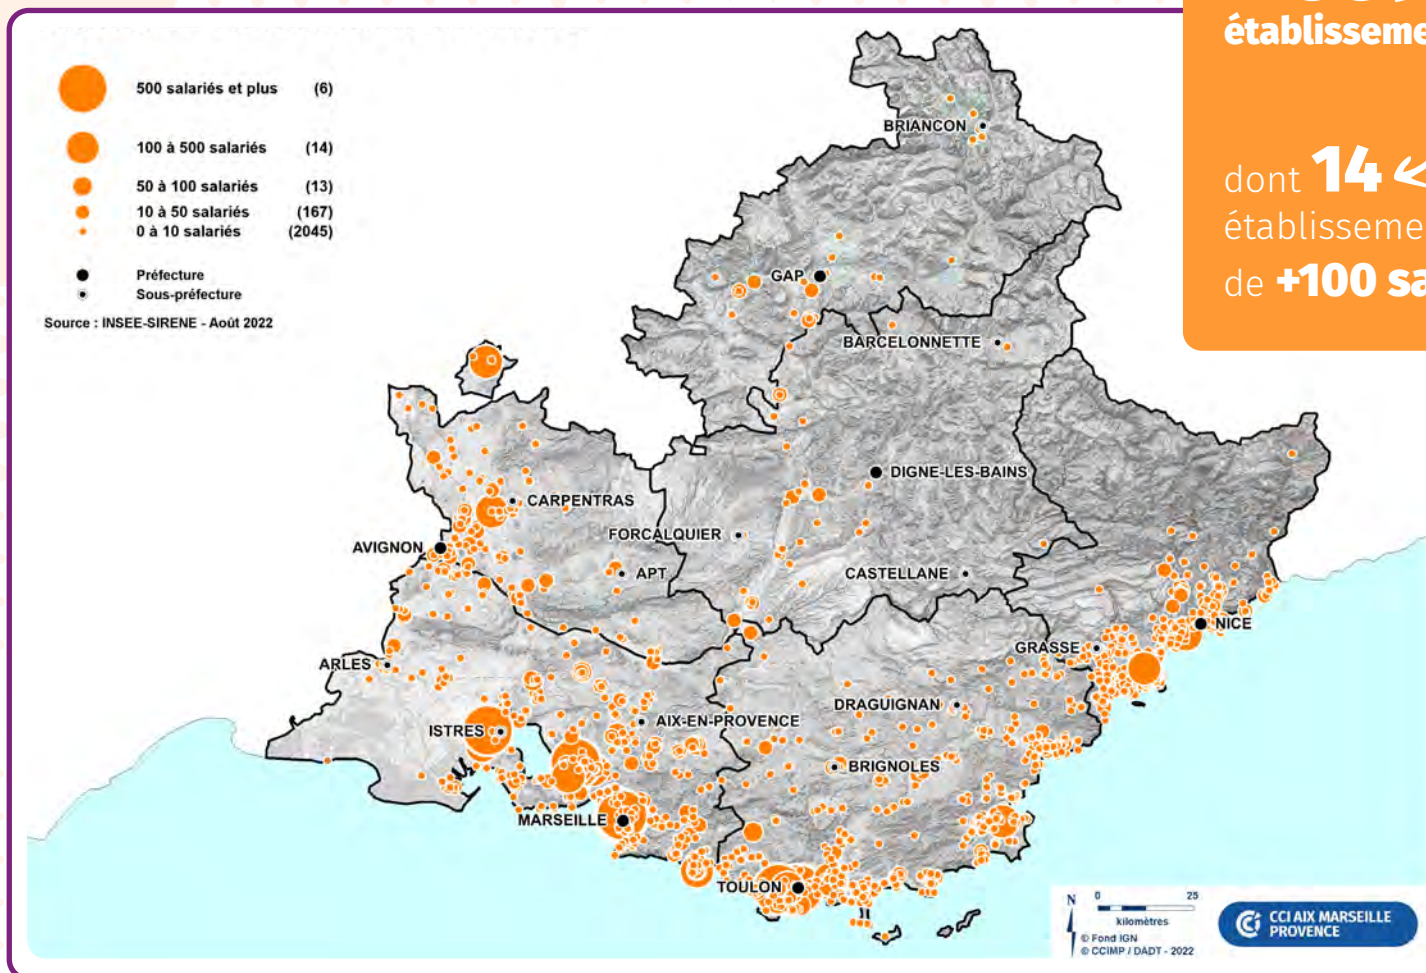 établisseme
dont 14
établisseme
de +100 sa
500 salariés et plus (6)
100 à 500 salariés (14)
50 à 100 salariés (13)
10 à 50 salariés (167)
0 à 10 salariés (2045)
Préfecture
Sous-préfecture
Source : INSEE-SIRENE - Août 2022
BRIANCON
GAP
BARCELONNETTE
DIGNE-LES-BAINS
CARPENTRAS
FORCALQUIER
AVIGNON
APT
CASTELLANE
NICE
GRASSE
ARLES
DRAGUIGNAN
AIX-EN-PROVENCE
ISTRES
BRIGNOLES
MARSEILLE
TOULON
N
0 25
kilomètres
© Fond IGN
© CCIMP / DADT - 2022
CCI AIX MARSEILLE
PROVENCE